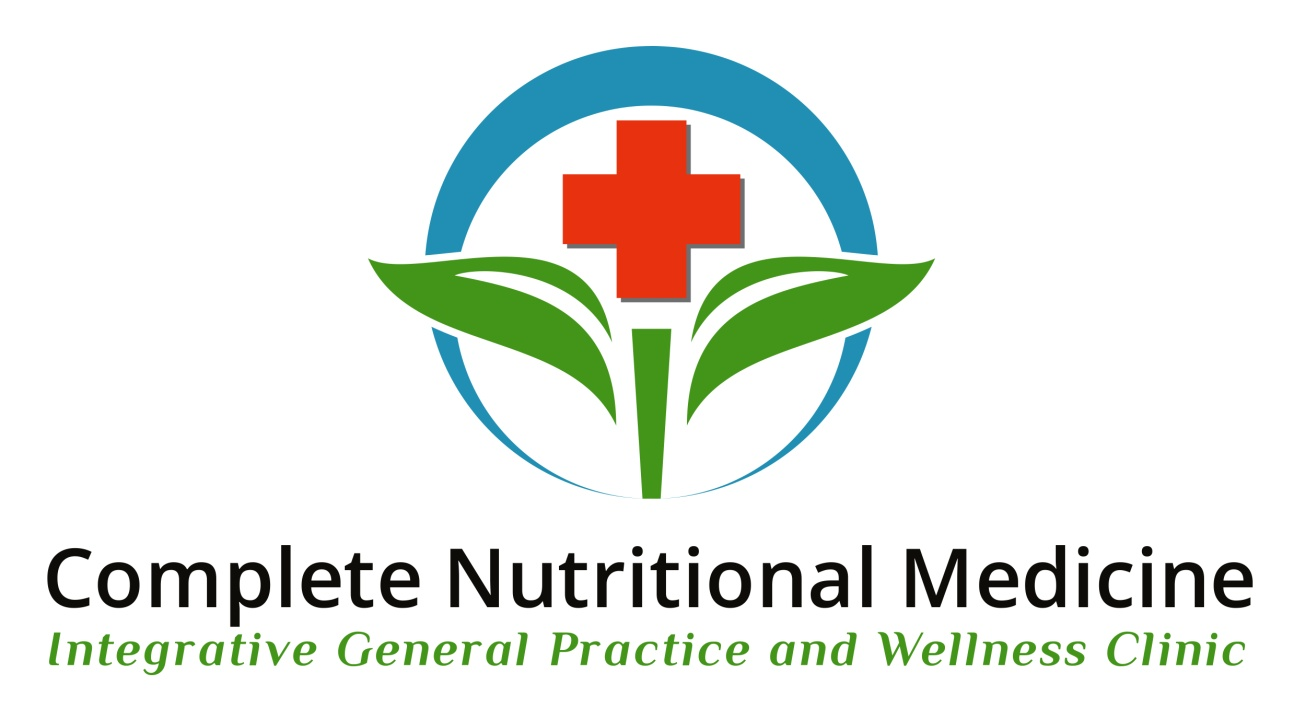 Complete Nutritional Medicine
Integrative General Practice and Wellness Clinic